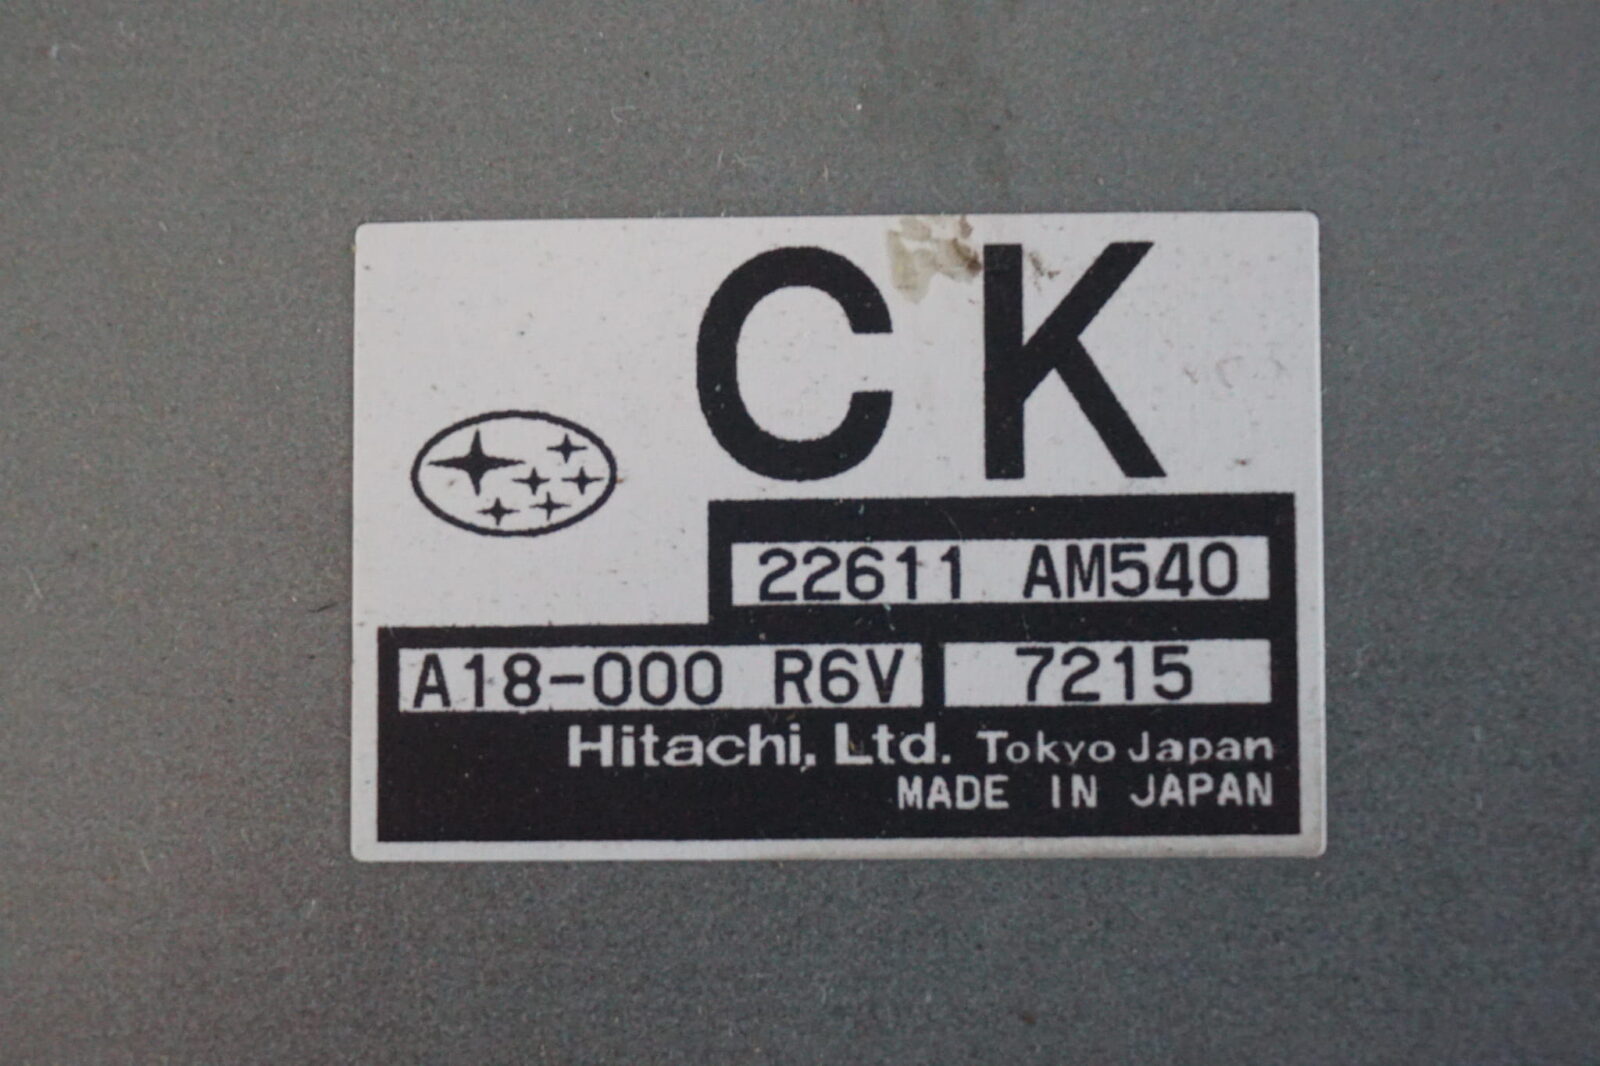 CK
22611 AM540
A18-000 R6V 7215
Hitachi, Ltd. Tokyo Japan
MADE IN JAPAN